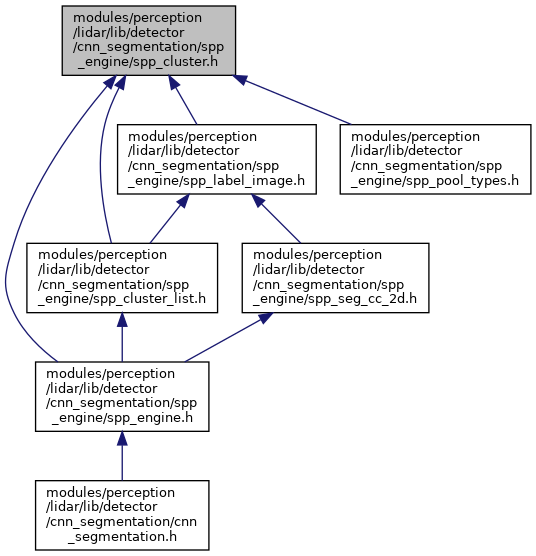 modules/perception
/lidar/lib/detector
/cnn_segmentation/spp
_engine/spp_cluster.h
modules/perception
/lidar/lib/detector
/cnn_segmentation/spp
_engine/spp_label_image.h
modules/perception
/lidar/lib/detector
/cnn_segmentation/spp
_engine/spp_pool_types.h
modules/perception
/lidar/lib/detector
/cnn_segmentation/spp
_engine/spp_cluster_list.h
modules/perception
/lidar/lib/detector
/cnn_segmentation/spp
_engine/spp_seg_cc_2d.h
modules/perception
/lidar/lib/detector
/cnn_segmentation/spp
_engine/spp_engine.h
modules/perception
/lidar/lib/detector
/cnn_segmentation/cnn
_segmentation.h